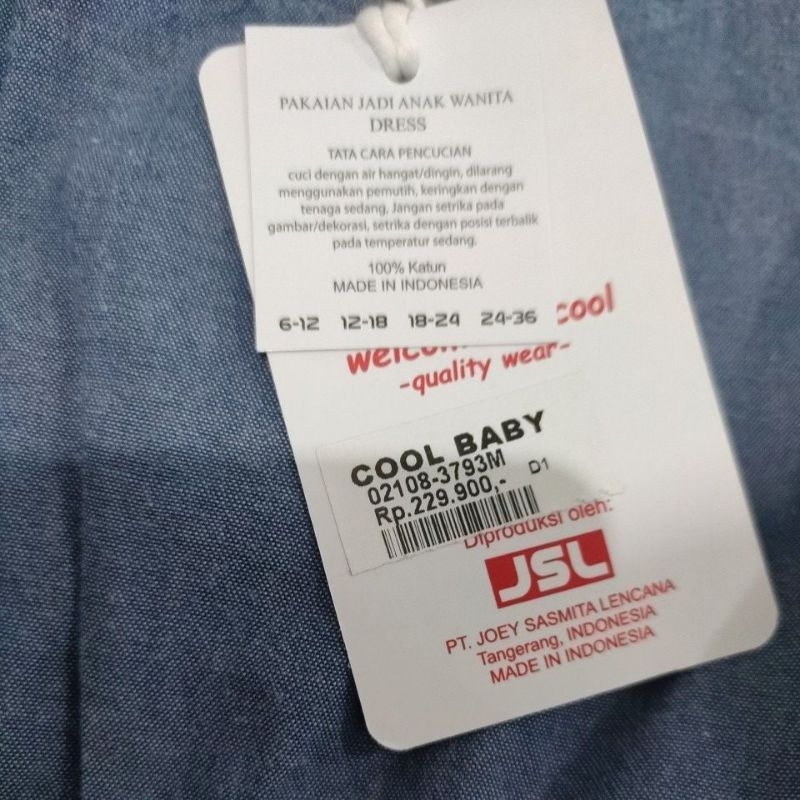 PAKAIAN JADI ANAK WANITA
DRESS
TATA CARA PENCUCIAN
cuci dengan air hangat/dingin, dilarang
menggunakan pemutih, keringkan dengan
tenaga sedang, Jangan setrika pada
gambar/dekorasi, setrika dengan posisi terbalik
pada temperatur sedang.
100% Katun
MADE IN INDONESIA
6-12 12-18 18-24 24-36
cool
-quality wear-
COOL BABY
02108-3793M
Rp.229.900,- D1
Diproduksi oleh:
JSL
PT. JOEY SASMITA LENCANA
Tangerang, INDONESIA
MADE IN INDONESIA